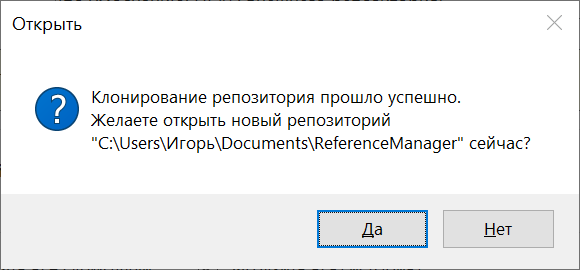 Открыть
Клонирование репозитория прошло успешно.
Желаете открыть новый репозиторий
"C:\Users\Игорь\Documents\ReferenceManager" сейчас?
Да
Нет